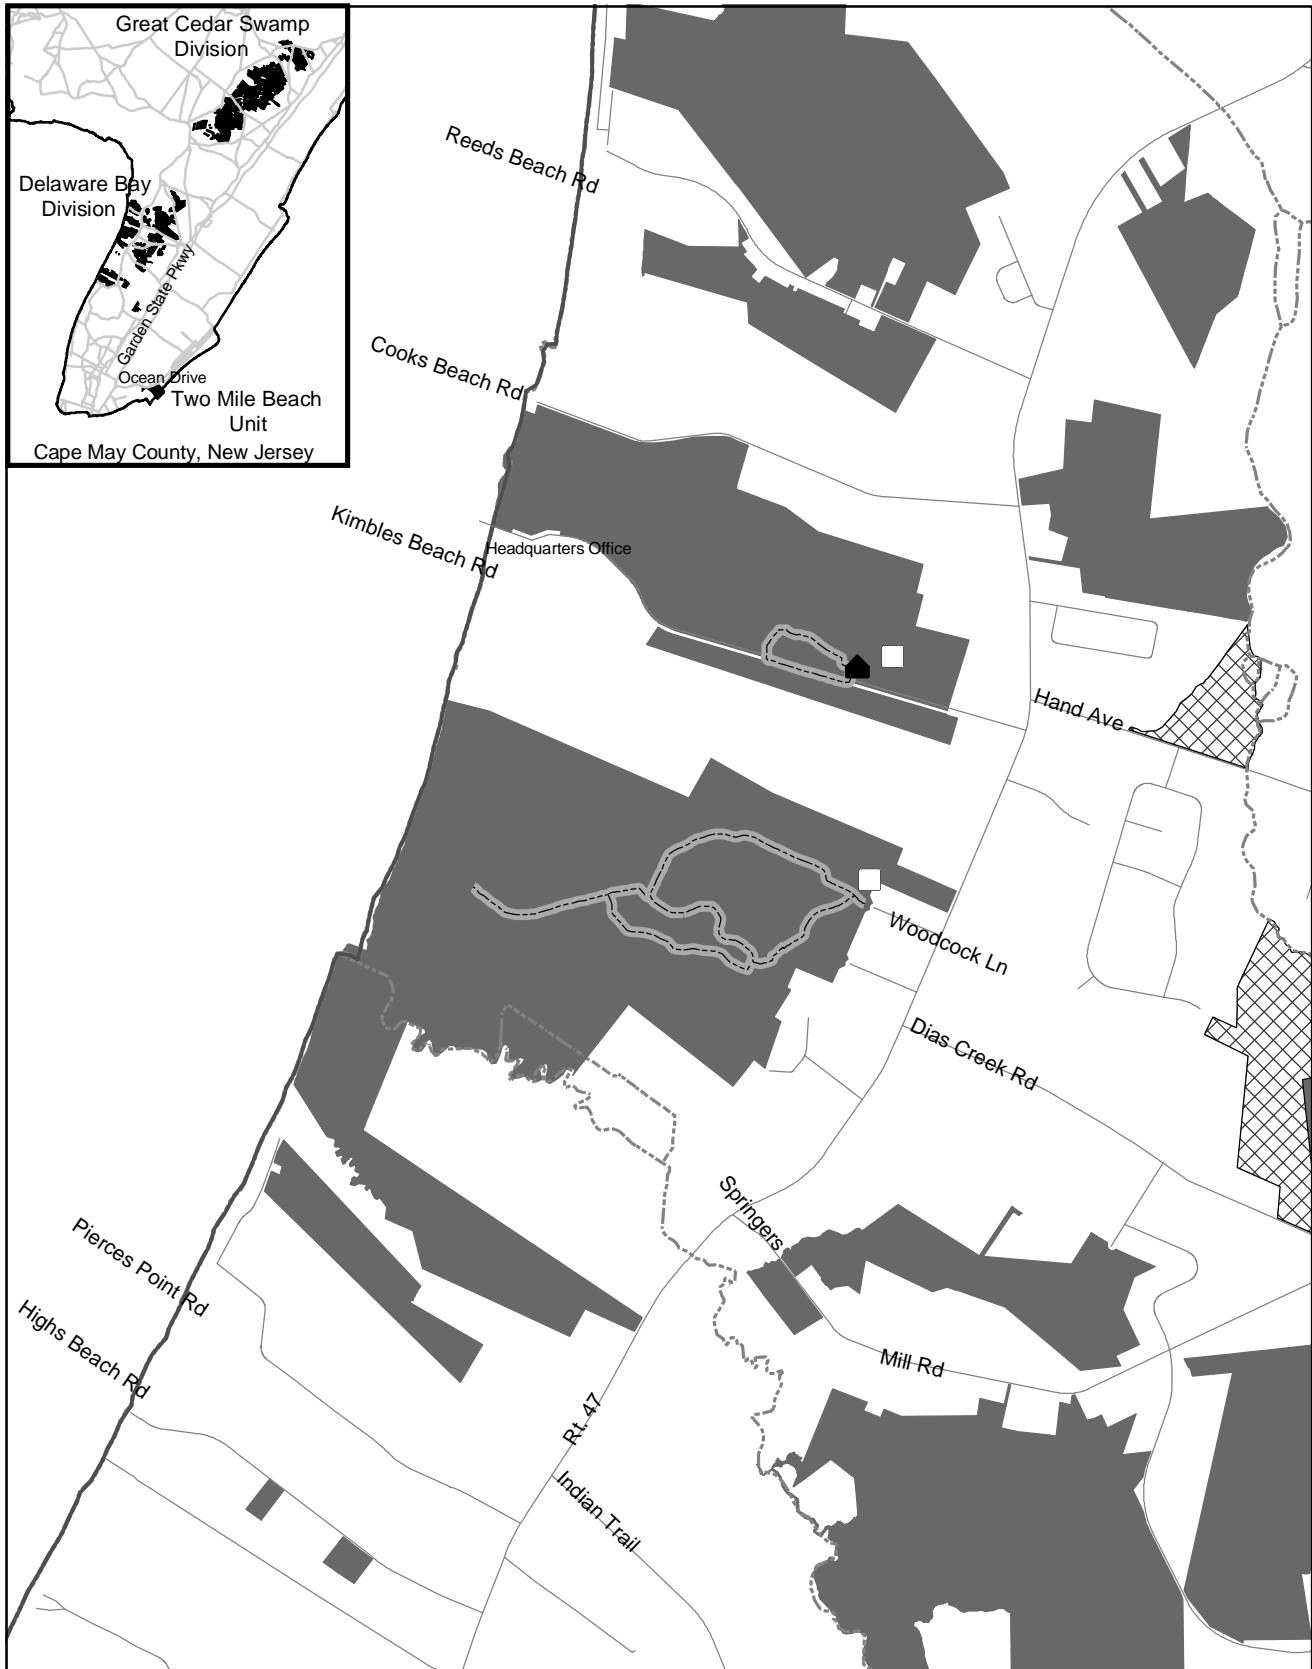 Great Cedar Swamp
Division
Delaware Bay
Division
Garden State Pkwy
Ocean Drive
Two Mile Beach
Unit
Cape May County, New Jersey
Reeds Beach Rd
Cooks Beach Rd
Kimbles Beach Rd
Headquarters Office
Hand Ave
Woodcock Ln
Dias Creek Rd
Springers
Mill Rd
Pierces Point Rd
Highs Beach Rd
Rt. 47
Indian Trail